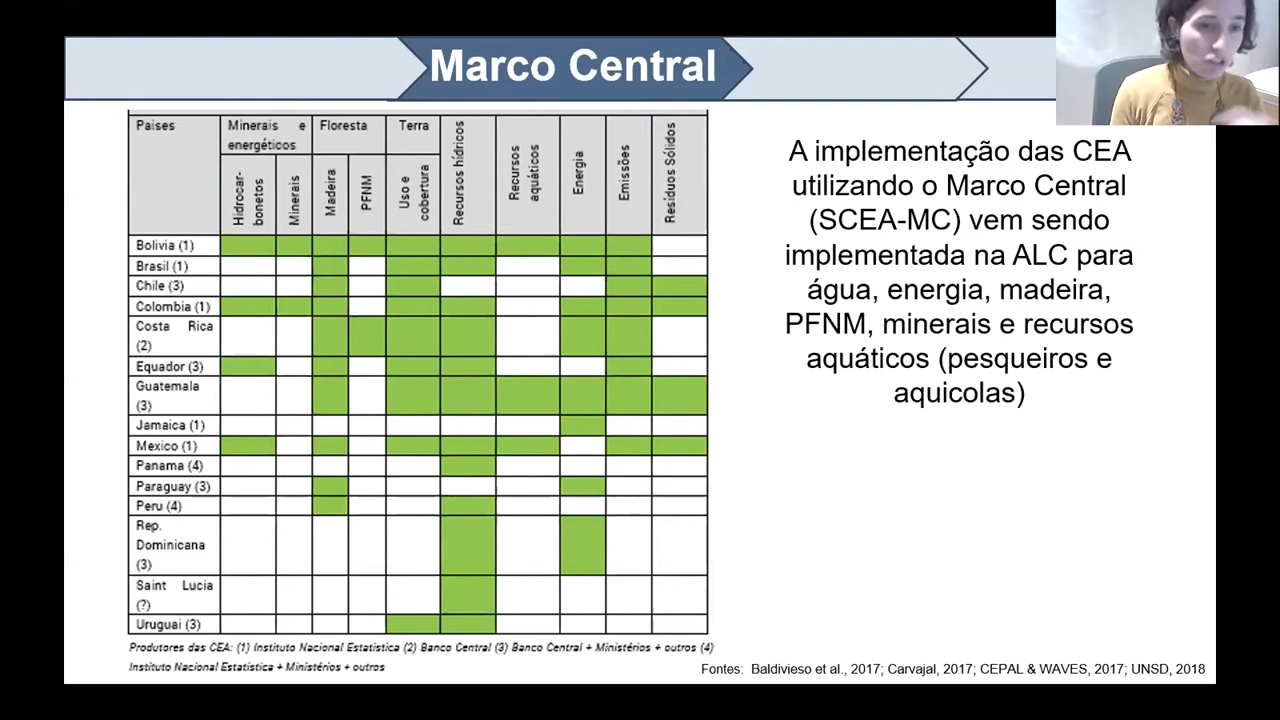 Marco Central
Paises
Minerais e
energéticos
Floresta
Terra
Hidrocar-
bonetos
Minerais
Madeira
PFNM
Uso e
cobertura
Recursos hídricos
Recursos
aquáticos
Energia
Emissões
Resíduos Sólidos
Bolivia (1)
Brasil (1)
Chile (3)
Colombia (1)
Costa Rica
(2)
Equador (3)
Guatemala
(3)
Jamaica (1)
Mexico (1)
Panama (4)
Paraguay (3)
Peru (4)
Rep.
Dominicana
(3)
Saint Lucia
(?)
Uruguai (3)
Produtores das CEA: (1) Instituto Nacional Estatistica (2) Banco Central (3) Banco Central + Ministérios + outros (4)
Instituto Nacional Estatistica + Ministérios + outros
A implementação das CEA
utilizando o Marco Central
(SCEA-MC) vem sendo
implementada na ALC para
água, energia, madeira,
PFNM, minerais e recursos
aquáticos (pesqueiros e
aquicolas)
Fontes: Baldivieso et al., 2017; Carvajal, 2017; CEPAL & WAVES, 2017; UNSD, 2018